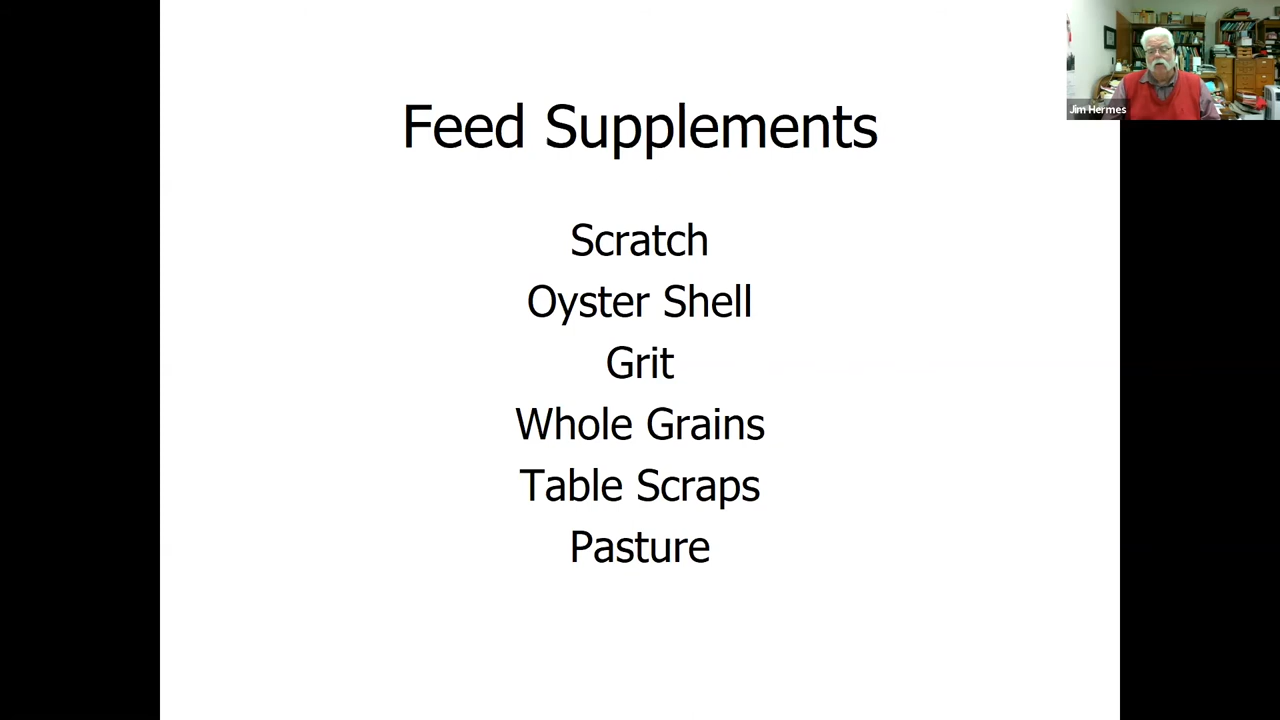 Feed Supplements
Jim Hermes
Scratch
Oyster Shell
Grit
Whole Grains
Table Scraps
Pasture